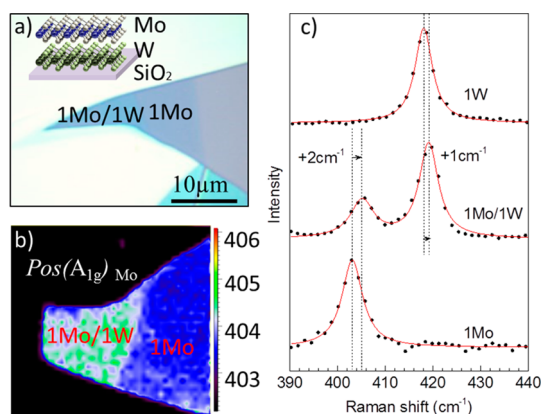 a)
Mo
W
SiO₂
1Mo/1W 1Mo
10µm
b)
Pos(A₁g) Mo
1Mo/1W 1Mo
406
405
404
403
c)
1W
+2cm⁻¹
+1cm⁻¹
1Mo/1W
1Mo
Intensity
390 400 410 420 430 440
Raman shift (cm⁻¹)